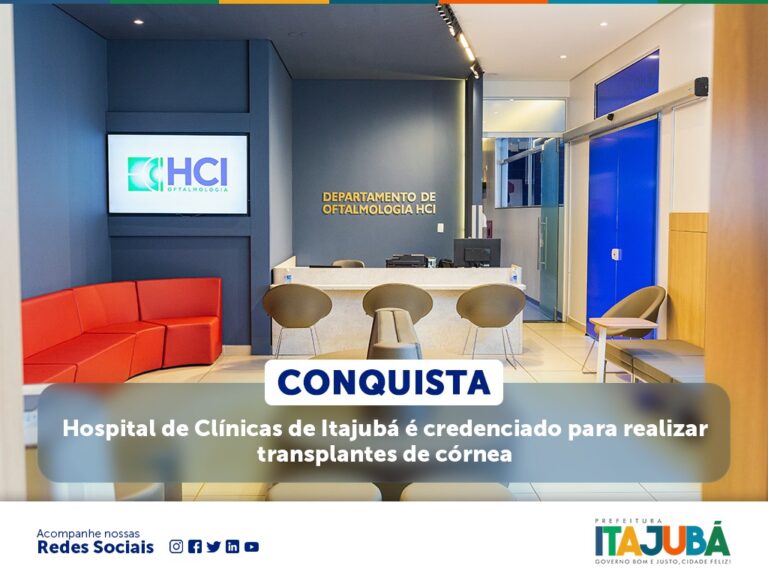 HCI
OFTALMOLOGIA
DEPARTAMENTO DE
OFTALMOLOGIA HCI
CONQUISTA
Hospital de Clínicas de Itajubá é credenciado para realizar
transplantes de córnea
Acompanhe nossas
Redes Sociais
PREFEITURA
ITAJUBÁ
GOVERNO BOM E JUSTO, CIDADE FELIZ!